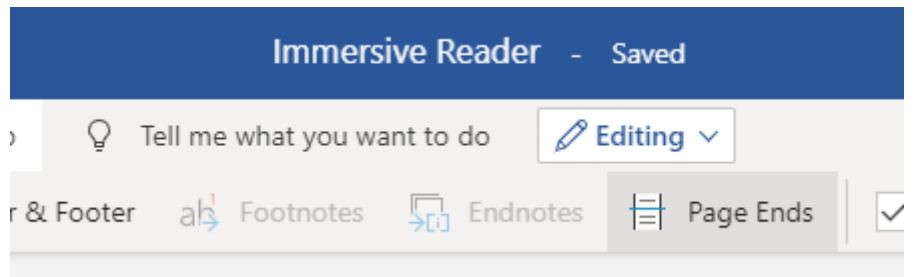 Immersive Reader - Saved
Tell me what you want to do Editing
r & Footer Footnotes Endnotes Page Ends